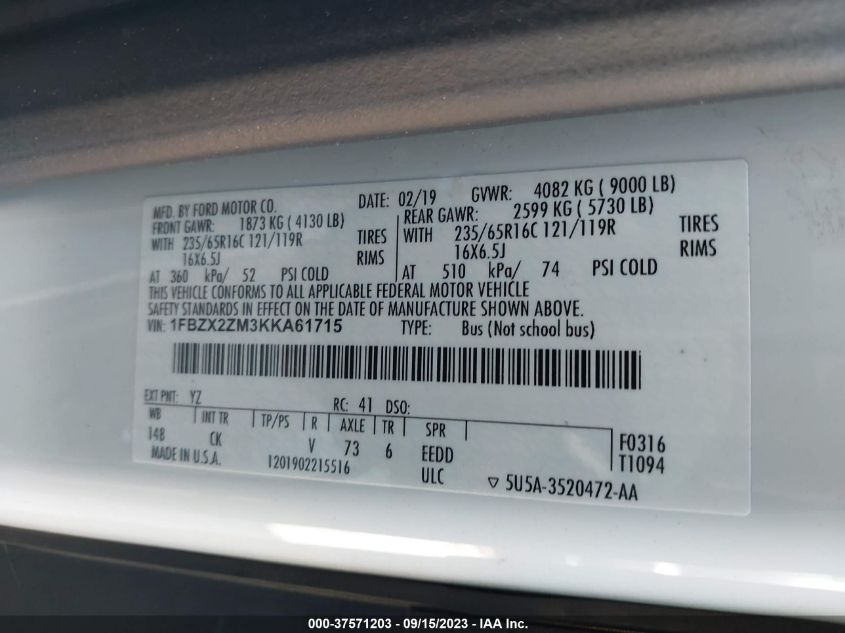 MFD. BY FORD MOTOR CO.
DATE: 02/19 GVWR: 4082 KG ( 9000 LB)
FRONT GAWR: 1873 KG ( 4130 LB)
WITH 235/65R16C 121/119R TIRES
16X6.5J RIMS
AT 360 kPa/ 52 PSI COLD
REAR GAWR: 2599 KG ( 5730 LB)
WITH 235/65R16C 121/119R TIRES
16X6.5J RIMS
AT 510 kPa/ 74 PSI COLD
THIS VEHICLE CONFORMS TO ALL APPLICABLE FEDERAL MOTOR VEHICLE
SAFETY STANDARDS IN EFFECT ON THE DATE OF MANUFACTURE SHOWN ABOVE.
VIN: 1FBZX2ZM3KKA61715 TYPE: Bus (Not school bus)
EXT PNT: YZ RC: 41 DSO:
WB INT TR TP/PS R AXLE TR SPR
148 CK V 73 6 EEDD
ULC
F0316
T1094
MADE IN U.S.A. 1201902215516
▽ 5U5A-3520472-AA
000-37571203 - 09/15/2023 - IAA Inc.